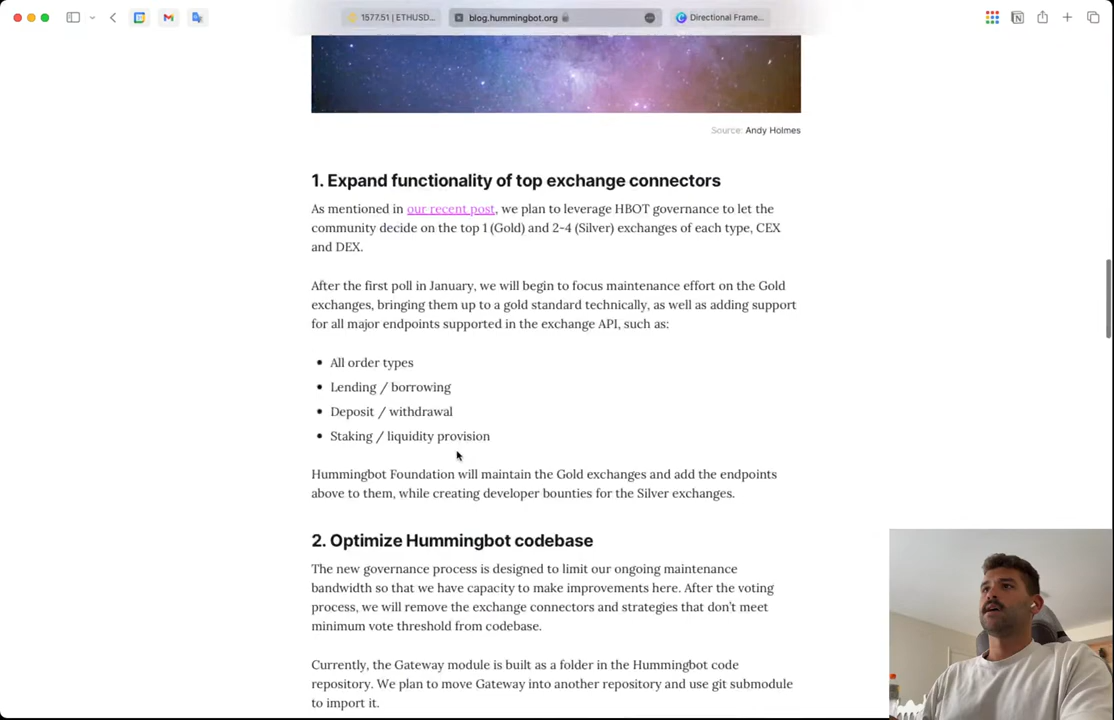 1577.51 | ETHUSD...
blog.hummingbot.org
Directional Frame...
Source: Andy Holmes
1. Expand functionality of top exchange connectors
As mentioned in our recent post, we plan to leverage HBOT governance to let the
community decide on the top 1 (Gold) and 2-4 (Silver) exchanges of each type, CEX
and DEX.
After the first poll in January, we will begin to focus maintenance effort on the Gold
exchanges, bringing them up to a gold standard technically, as well as adding support
for all major endpoints supported in the exchange API, such as:
All order types
Lending / borrowing
Deposit / withdrawal
Staking / liquidity provision
Hummingbot Foundation will maintain the Gold exchanges and add the endpoints
above to them, while creating developer bounties for the Silver exchanges.
2. Optimize Hummingbot codebase
The new governance process is designed to limit our ongoing maintenance
bandwidth so that we have capacity to make improvements here. After the voting
process, we will remove the exchange connectors and strategies that don't meet
minimum vote threshold from codebase.
Currently, the Gateway module is built as a folder in the Hummingbot code
repository. We plan to move Gateway into another repository and use git submodule
to import it.